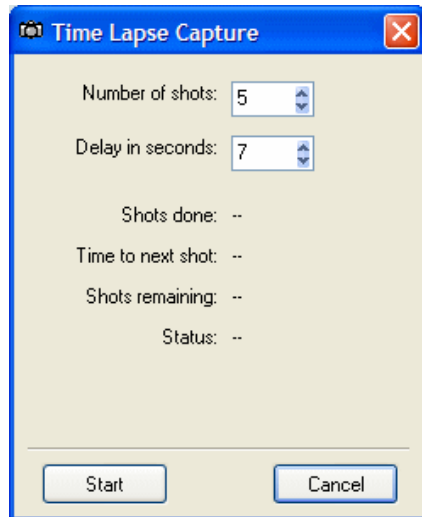 Time Lapse Capture
Number of shots: 5
Delay in seconds: 7
Shots done: --
Time to next shot: --
Shots remaining: --
Status: --
Start Cancel